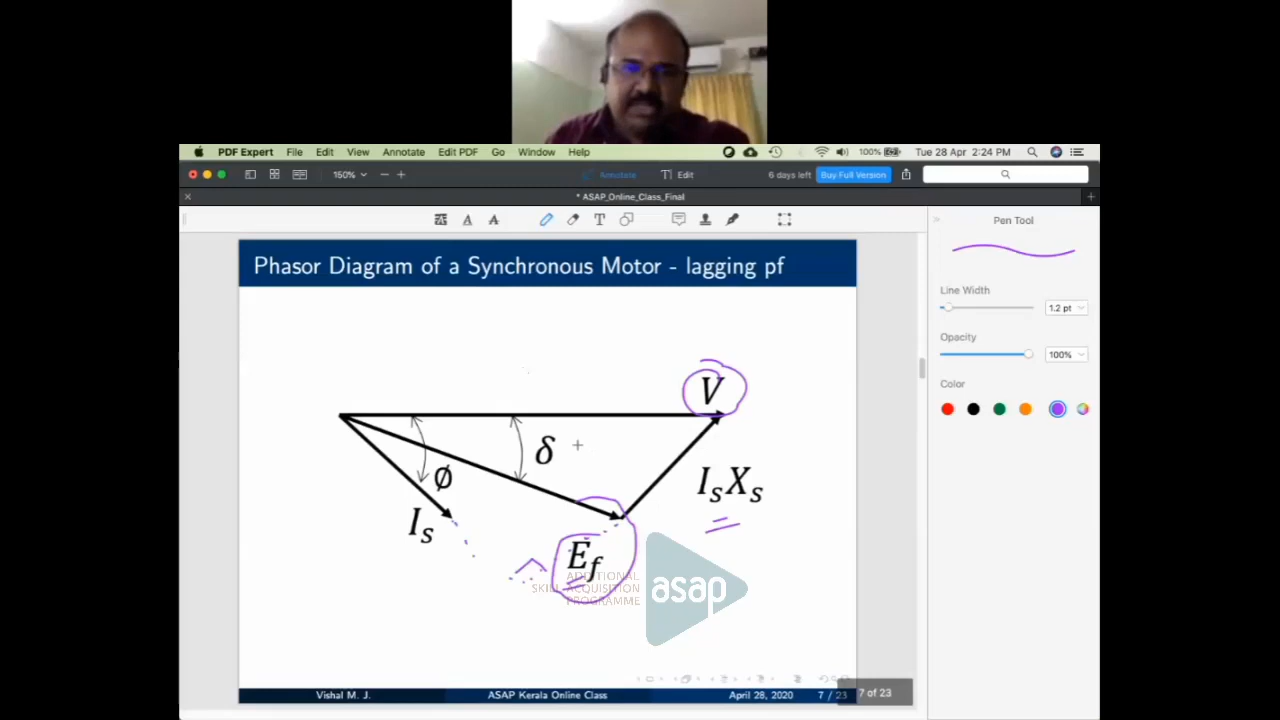 PDF Expert File Edit View Annotate Edit PDF Go Window Help 100% Tue 28 Apr 2:24 PM
150% Annotate Edit 6 days left Buy Full Version
* ASAP_Online_Class_Final
Pen Tool
Phasor Diagram of a Synchronous Motor - lagging pf
Line Width
1.2 pt
Opacity
100%
Color
V
δ
ϕ
IₛXₛ
Iₛ
E_f
ADDITIONAL
SKILL ACQUISITION
PROGRAMME
asap
Vishal M. J. ASAP Kerala Online Class April 28, 2020 7 / 23
7 of 23